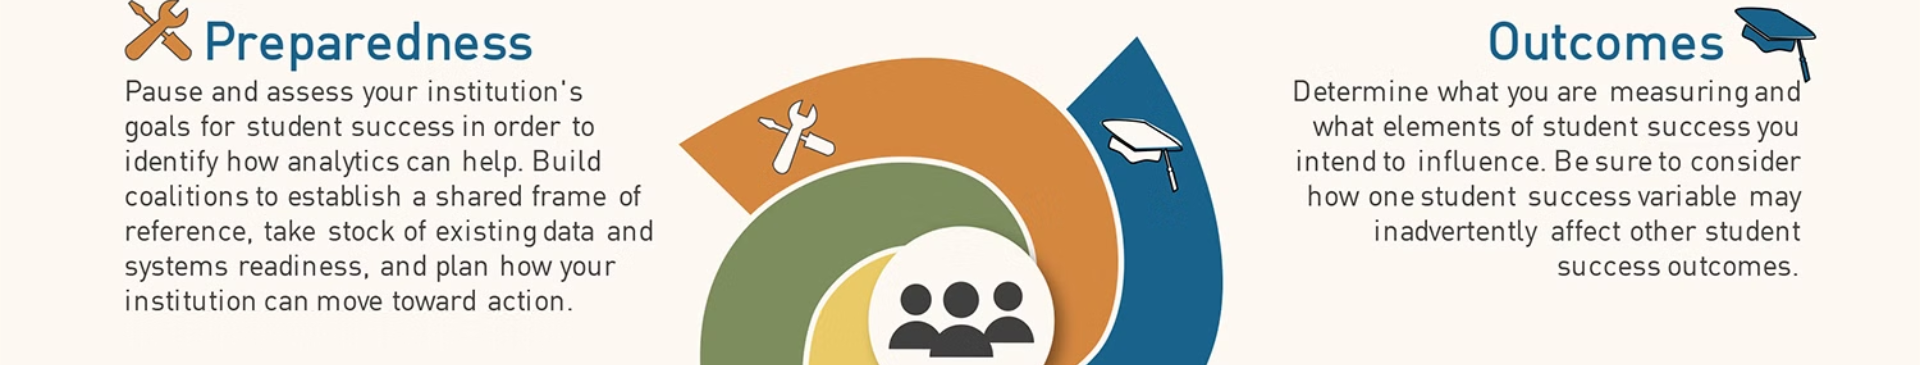 Preparedness
Pause and assess your institution's
goals for student success in order to
identify how analytics can help. Build
coalitions to establish a shared frame of
reference, take stock of existing data and
systems readiness, and plan how your
institution can move toward action.
Outcomes
Determine what you are measuring and
what elements of student success you
intend to influence. Be sure to consider
how one student success variable may
inadvertently affect other student
success outcomes.